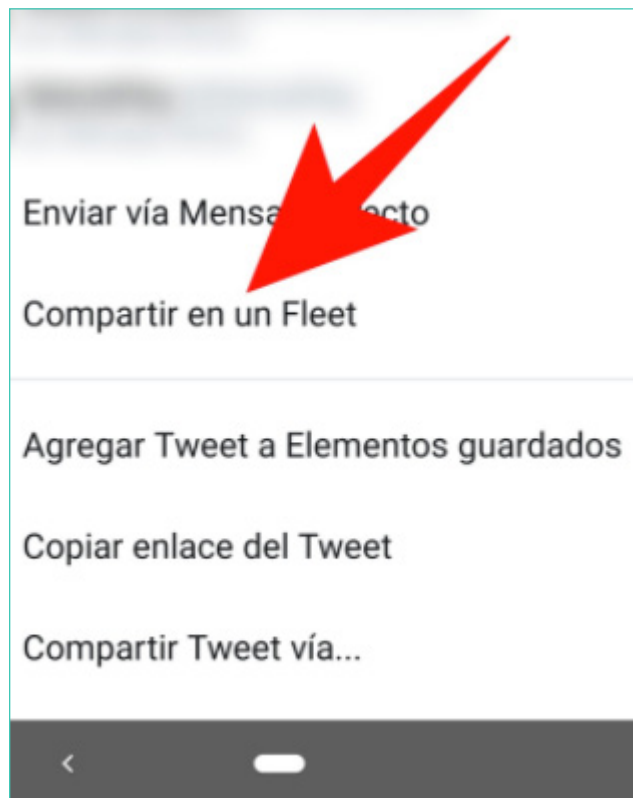 Enviar vía Mensa ecto
Compartir en un Fleet
Agregar Tweet a Elementos guardados
Copiar enlace del Tweet
Compartir Tweet vía...